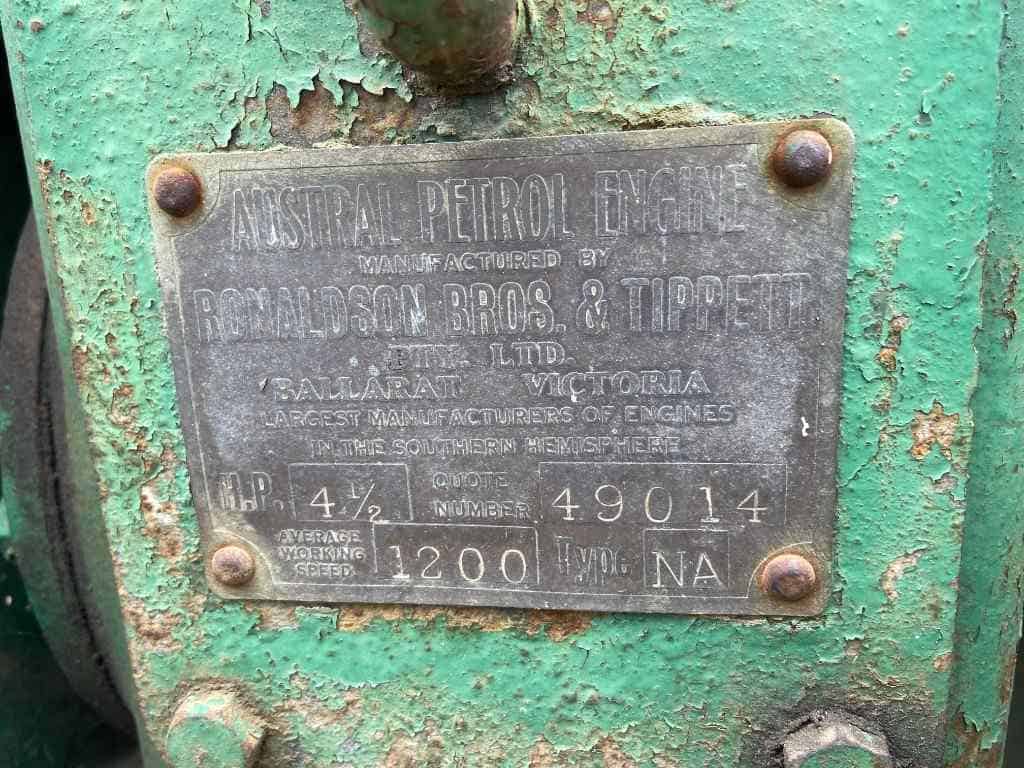 AUSTRAL PETROL ENGINE
MANUFACTURED BY
RONALDSON BROS. & TIPPETT
PTY. LTD.
BALLARAT VICTORIA
LARGEST MANUFACTURERS OF ENGINES
IN THE SOUTHERN HEMISPHERE
H.P. 4½ QUOTE NUMBER 49014
AVERAGE WORKING SPEED 1200 Type NA